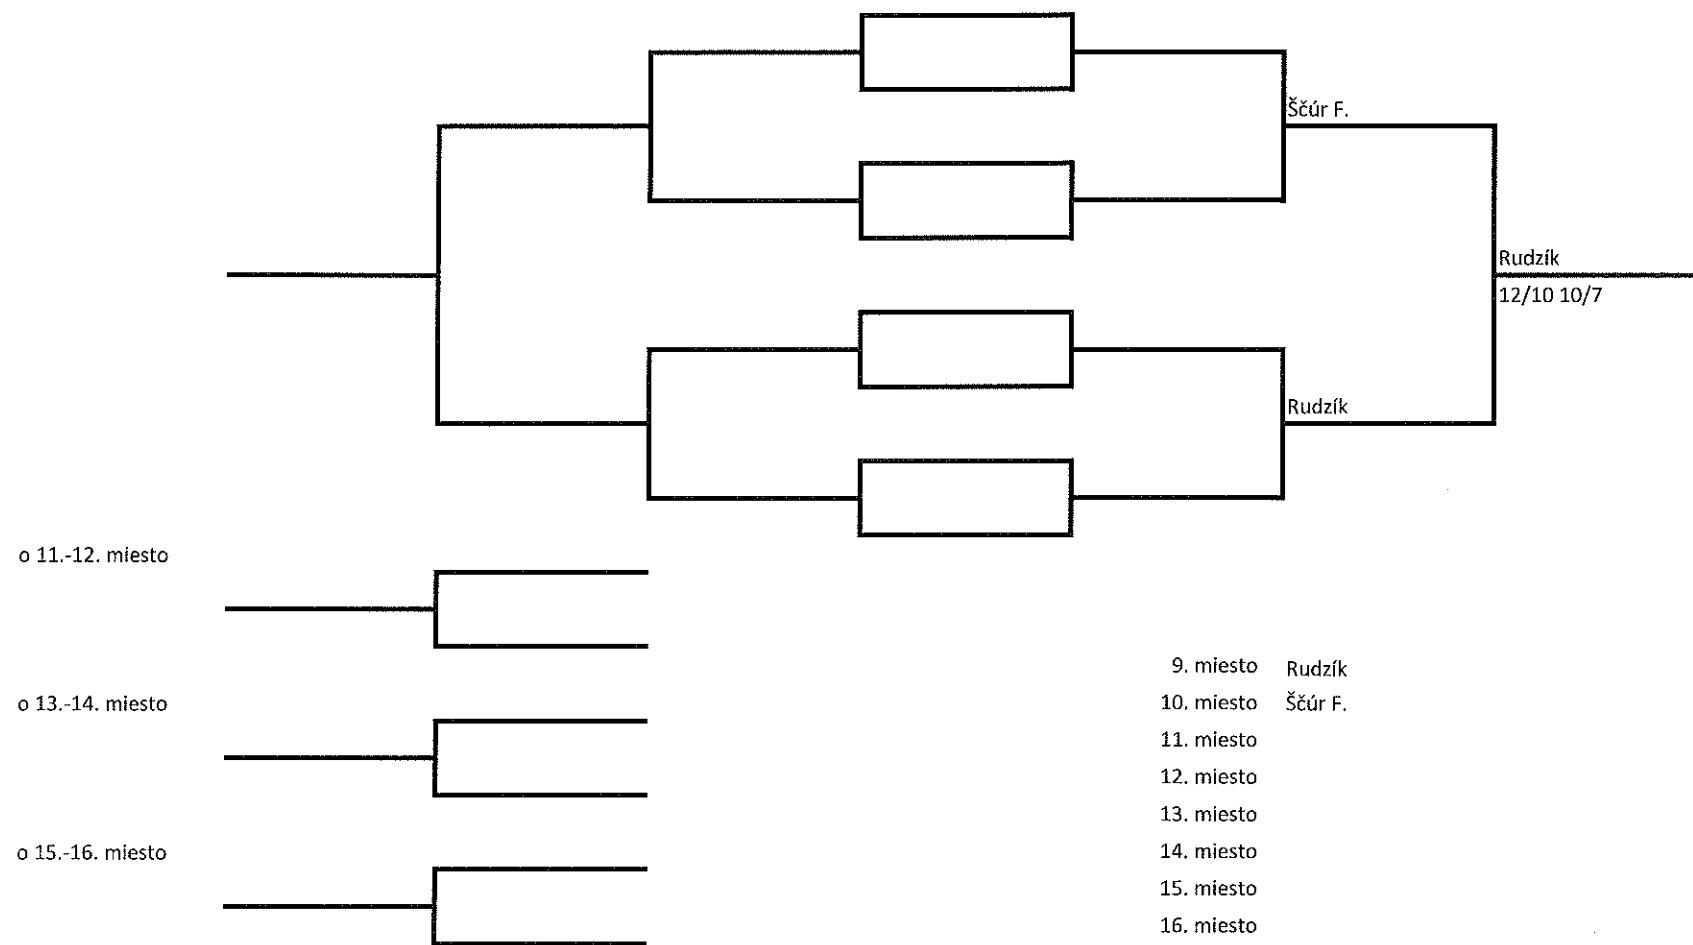 Ščúr F.
Rudzík
12/10 10/7
Rudzík
o 11.-12. miesto
9. miesto Rudzík
o 13.-14. miesto
10. miesto Ščúr F.
11. miesto
12. miesto
13. miesto
o 15.-16. miesto
14. miesto
15. miesto
16. miesto